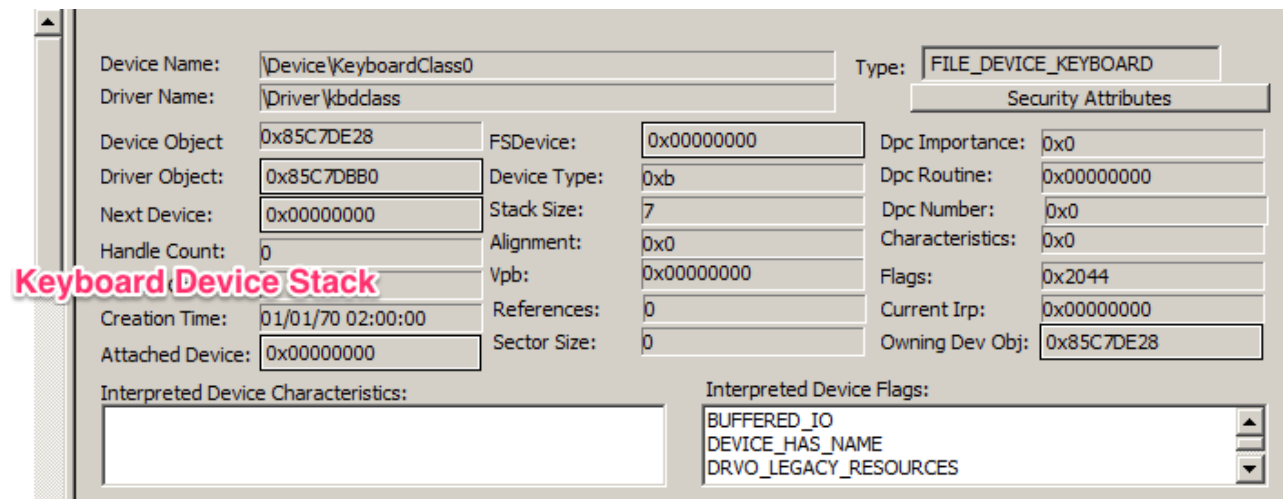 Device Name: \Device\KeyboardClass0 Type: FILE_DEVICE_KEYBOARD
Driver Name: \Driver\kbdclass Security Attributes
Device Object 0x85C7DE28 FSDevice: 0x00000000 Dpc Importance: 0x0
Driver Object: 0x85C7DBB0 Device Type: 0xb Dpc Routine: 0x00000000
Next Device: 0x00000000 Stack Size: 7 Dpc Number: 0x0
Handle Count: 0 Alignment: 0x0 Characteristics: 0x0
Keyboard Device Stack Vpb: 0x00000000 Flags: 0x2044
Creation Time: 01/01/70 02:00:00 References: 0 Current Irp: 0x00000000
Attached Device: 0x00000000 Sector Size: 0 Owning Dev Obj: 0x85C7DE28
Interpreted Device Characteristics: Interpreted Device Flags:
BUFFERED_IO
DEVICE_HAS_NAME
DRVO_LEGACY_RESOURCES